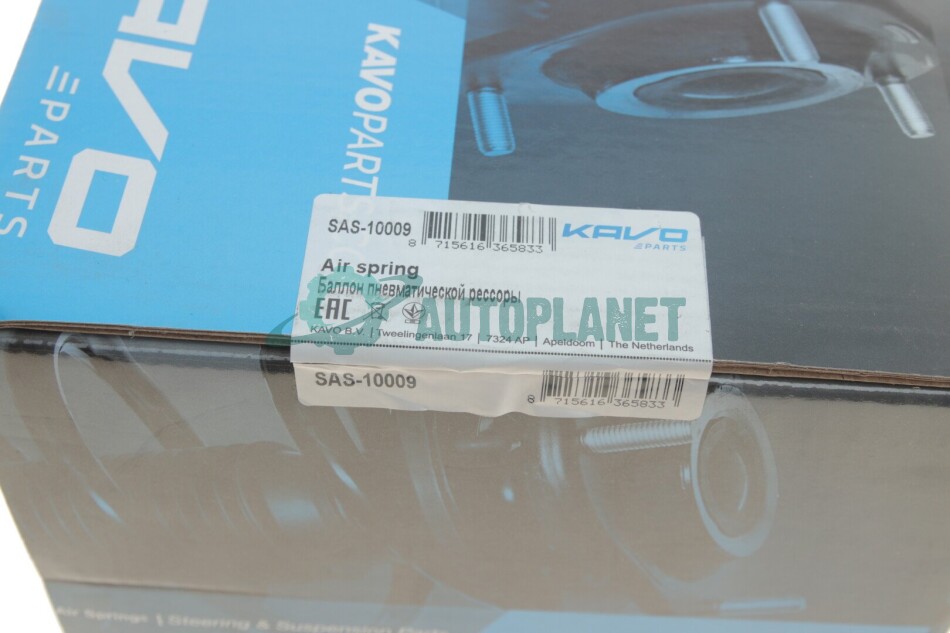 KAVO
PARTS
KAVOPARTS
SAS-10009
8 715616 365833
KAVO
PARTS
Air spring
Баллон пневматической рессоры
EAC
AUTOPLANET
KAVO B.V. | Tweelingenlaan 17 | 7324 AP | Apeldoorn | The Netherlands
SAS-10009
8 715616 365833
Air Springs | Steering & Suspension Parts